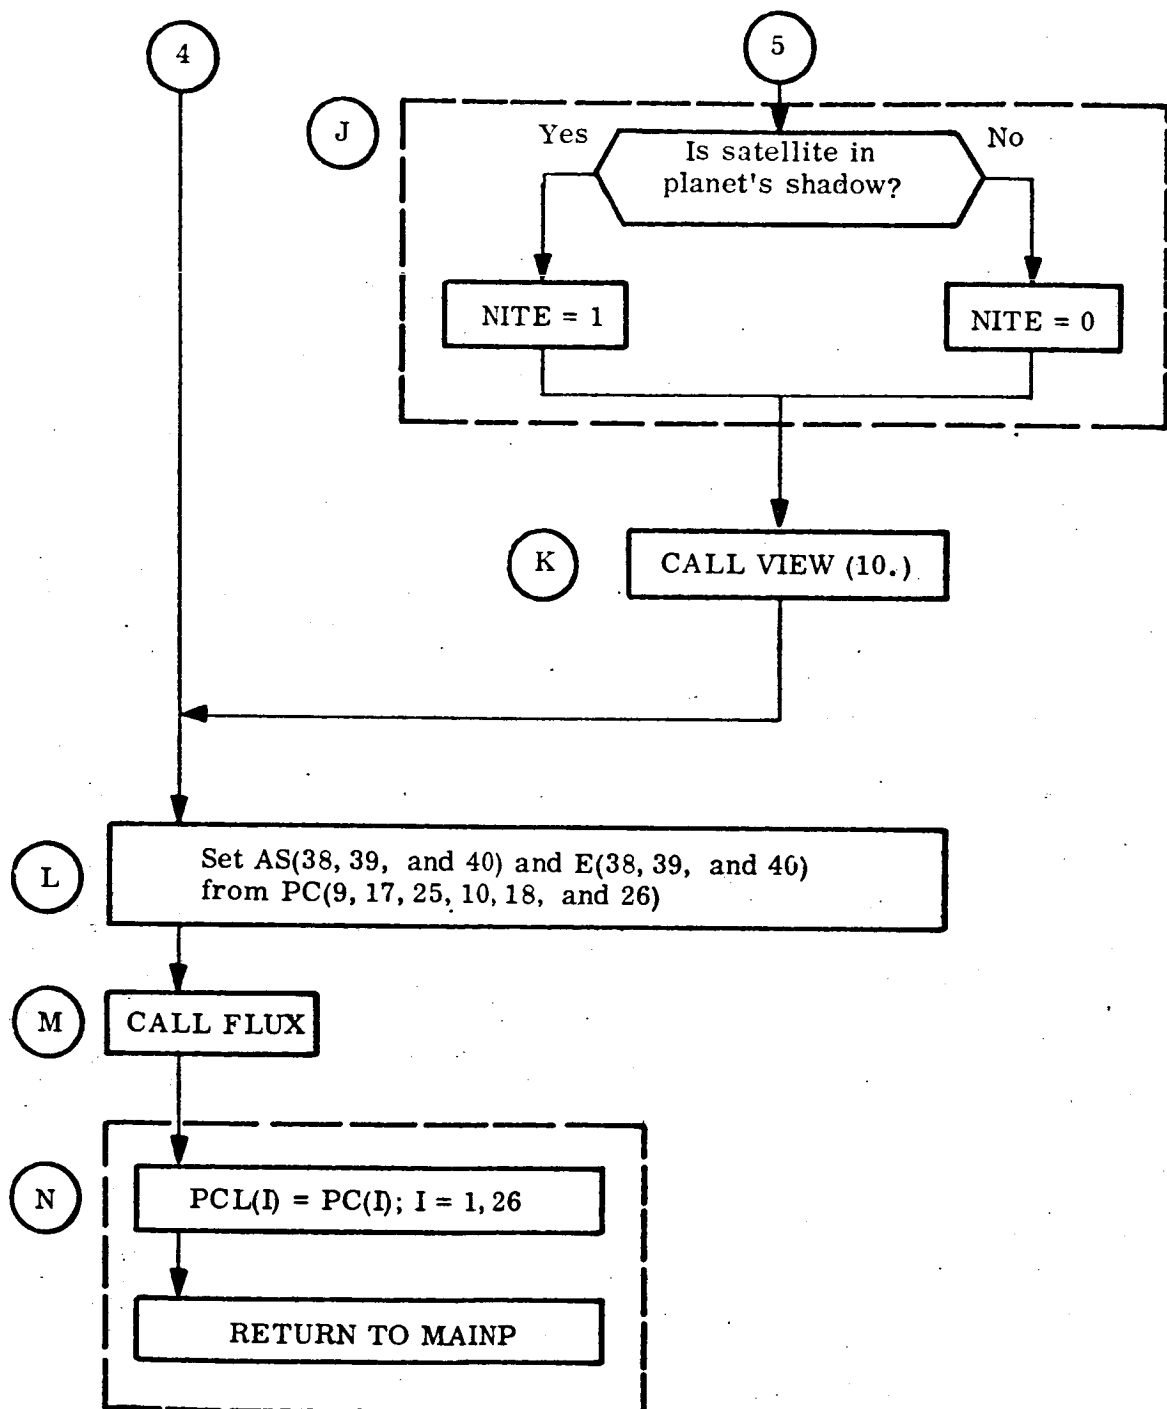 4
5
J
Yes
No
Is satellite in
planet's shadow?
NITE = 1
NITE = 0
K
CALL VIEW (10.)
L
Set AS(38, 39, and 40) and E(38, 39, and 40)
from PC(9, 17, 25, 10, 18, and 26)
M
CALL FLUX
N
PCL(I) = PC(I); I = 1, 26
RETURN TO MAINP